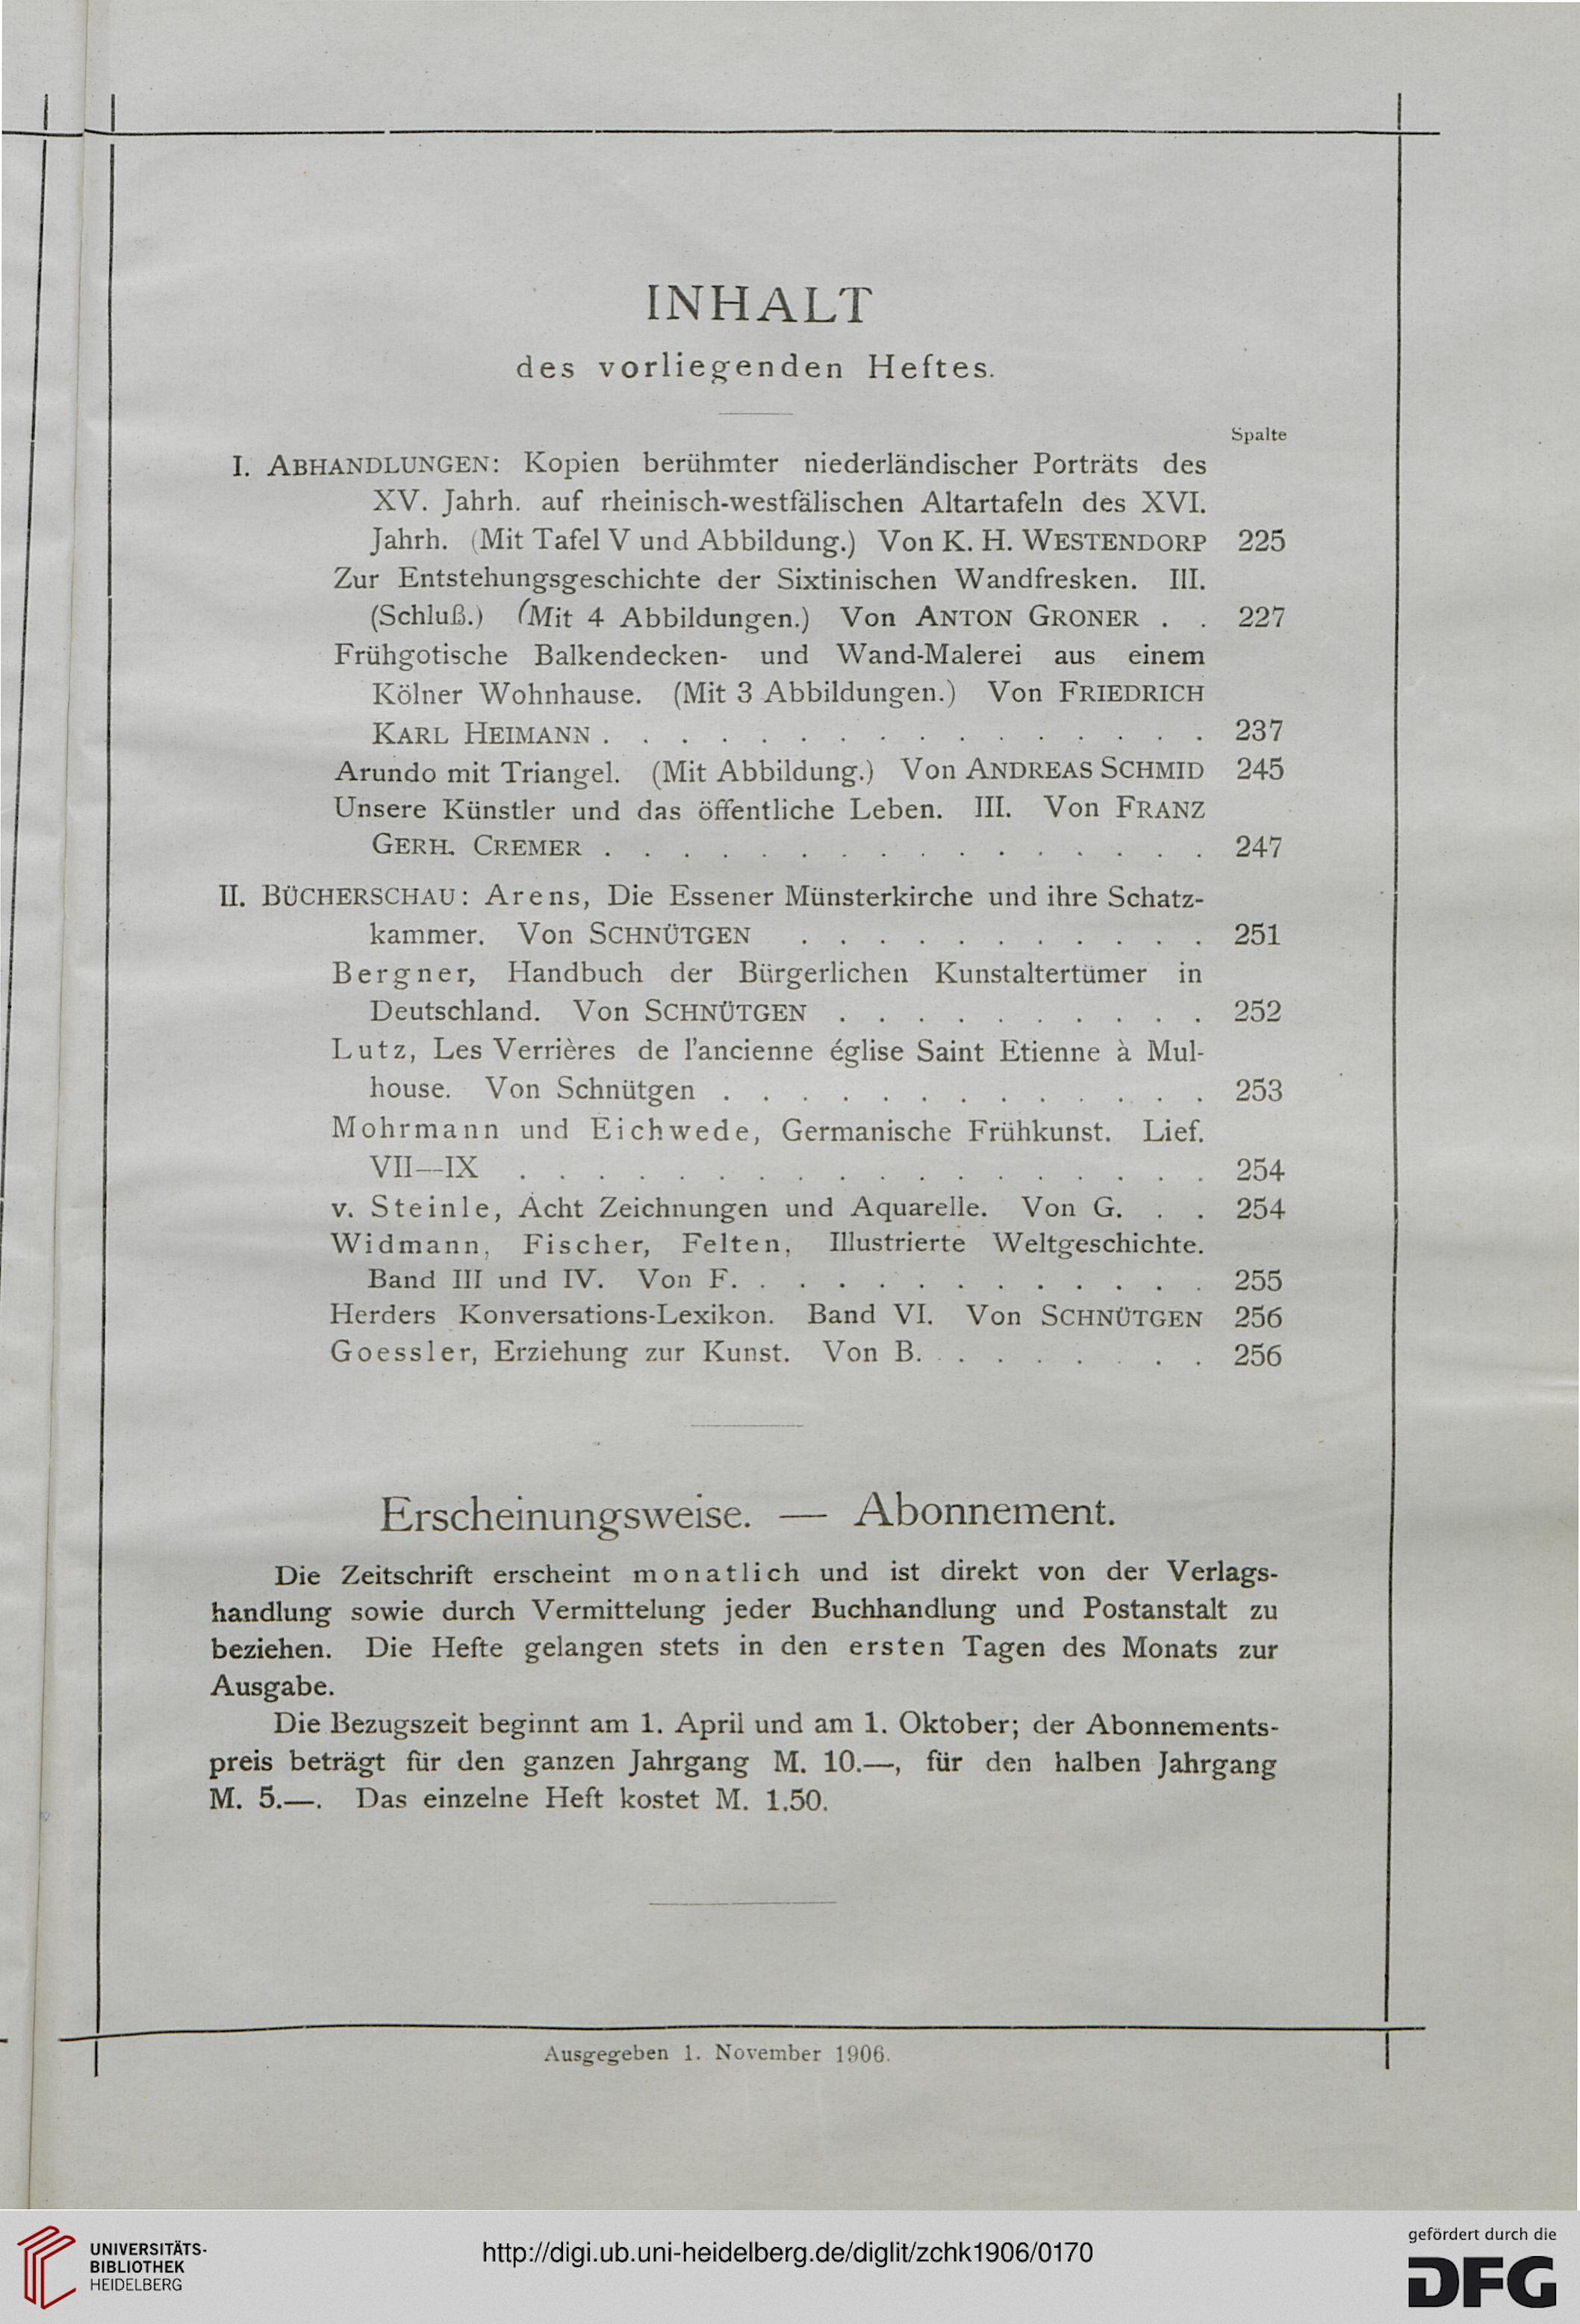 INHALT
des vorliegenden Heftes.
Spalte
I. ABHANDLUNGEN: Kopien berühmter niederländischer Porträts des
XV. Jahrh. auf rheinisch-westfälischen Altartafeln des XVI.
Jahrh. (Mit Tafel V und Abbildung.) Von K. H. WESTENDORP 225
Zur Entstehungsgeschichte der Sixtinischen Wandfresken. III.
(Schluß.) (Mit 4 Abbildungen.) Von ANTON GRONER . . 227
Frühgotische Balkendecken- und Wand-Malerei aus einem
Kölner Wohnhause. (Mit 3 Abbildungen.) Von FRIEDRICH
KARL HEIMANN . . . . . . . . . . . . . . . . 237
Arundo mit Triangel. (Mit Abbildung.) Von ANDREAS SCHMID 245
Unsere Künstler und das öffentliche Leben. III. Von FRANZ
GERH. CREMER . . . . . . . . . . . . . . . . 247
II. BÜCHERSCHAU: Arens, Die Essener Münsterkirche und ihre Schatz-
kammer. Von SCHNÜTGEN . . . . . . . . . . . 251
Bergner, Handbuch der Bürgerlichen Kunstaltertümer in
Deutschland. Von SCHNÜTGEN . . . . . . . . . . 252
Lutz, Les Verrières de l'ancienne église Saint Etienne à Mul-
house. Von Schnütgen . . . . . . . . . . . . . 253
Mohrmann und Eichwede, Germanische Frühkunst. Lief.
VII—IX . . . . . . . . . . . . . . . . . . 254
v. Steinle, Acht Zeichnungen und Aquarelle. Von G. . . 254
Widmann, Fischer, Felten, Illustrierte Weltgeschichte.
Band III und IV. Von F. . . . . . . . . . . . . 255
Herders Konversations-Lexikon. Band VI. Von SCHNÜTGEN 256
Goessler, Erziehung zur Kunst. Von B. . . . . . . . 256
Erscheinungsweise. — Abonnement.
Die Zeitschrift erscheint monatlich und ist direkt von der Verlags-
handlung sowie durch Vermittelung jeder Buchhandlung und Postanstalt zu
beziehen. Die Hefte gelangen stets in den ersten Tagen des Monats zur
Ausgabe.
Die Bezugszeit beginnt am 1. April und am 1. Oktober; der Abonnements-
preis beträgt für den ganzen Jahrgang M. 10.—, für den halben Jahrgang
M. 5.—. Das einzelne Heft kostet M. 1.50.
Ausgegeben 1. November 1906.
UNIVERSITÄTS-
BIBLIOTHEK
HEIDELBERG
http://digi.ub.uni-heidelberg.de/diglit/zchk1906/0170
gefördert durch die
DFG